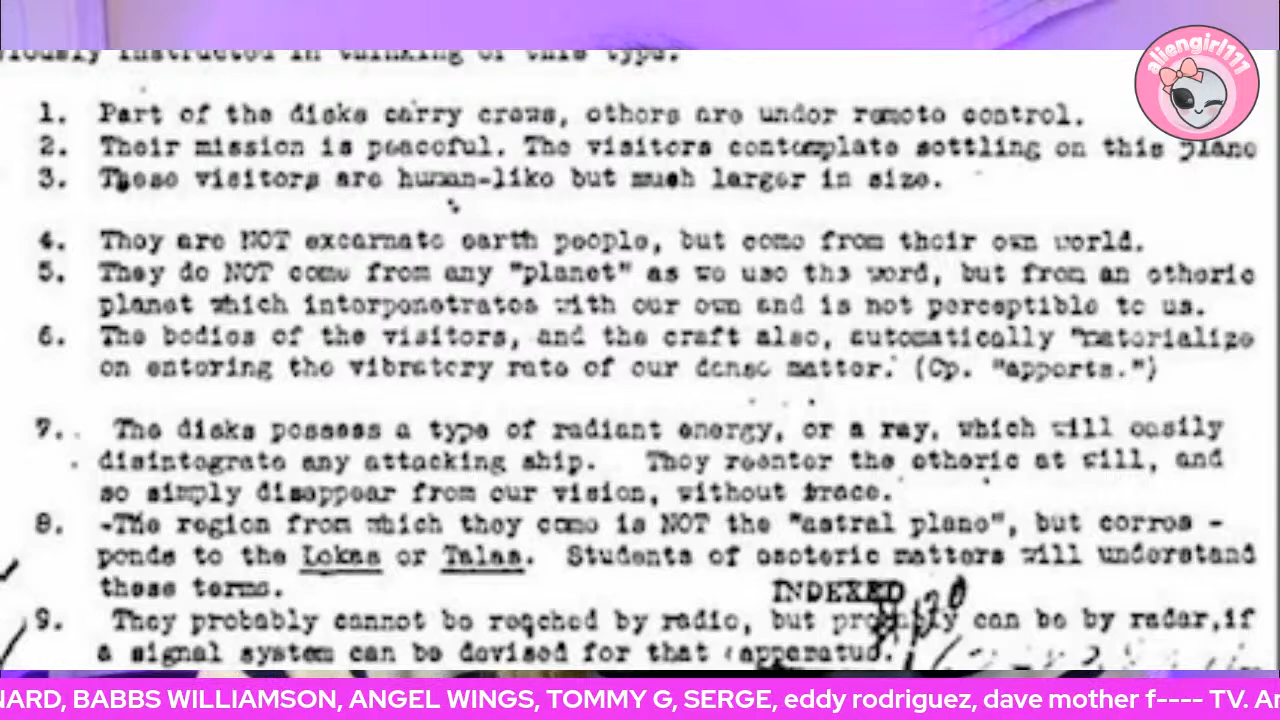 viously instructed in thinking of this type.
aliengirl111
1. Part of the disks carry crews, others are under remote control.
2. Their mission is peaceful. The visitors contemplate settling on this plane
3. These visitors are human-like but much larger in size.
4. They are NOT excarnate earth people, but come from their own world.
5. They do NOT come from any "planet" as we use the word, but from an etheric
planet which interpenetrates with our own and is not perceptible to us.
6. The bodies of the visitors, and the craft also, automatically "materialize
on entering the vibratory rate of our dense matter. (Cp. "apports.")
7. The disks possess a type of radiant energy, or a ray, which will easily
disintegrate any attacking ship. They reenter the etheric at will, and
so simply disappear from our vision, without trace.
8. -The region from which they come is NOT the "astral plane", but corres -
ponds to the Lokas or Talas. Students of esoteric matters will understand
these terms.
INDEXED
9. They probably cannot be reached by radio, but probably can be by radar,if
a signal system can be devised for that apparatus.
NARD, BABBS WILLIAMSON, ANGEL WINGS, TOMMY G, SERGE, eddy rodriguez, dave mother f---- TV. A